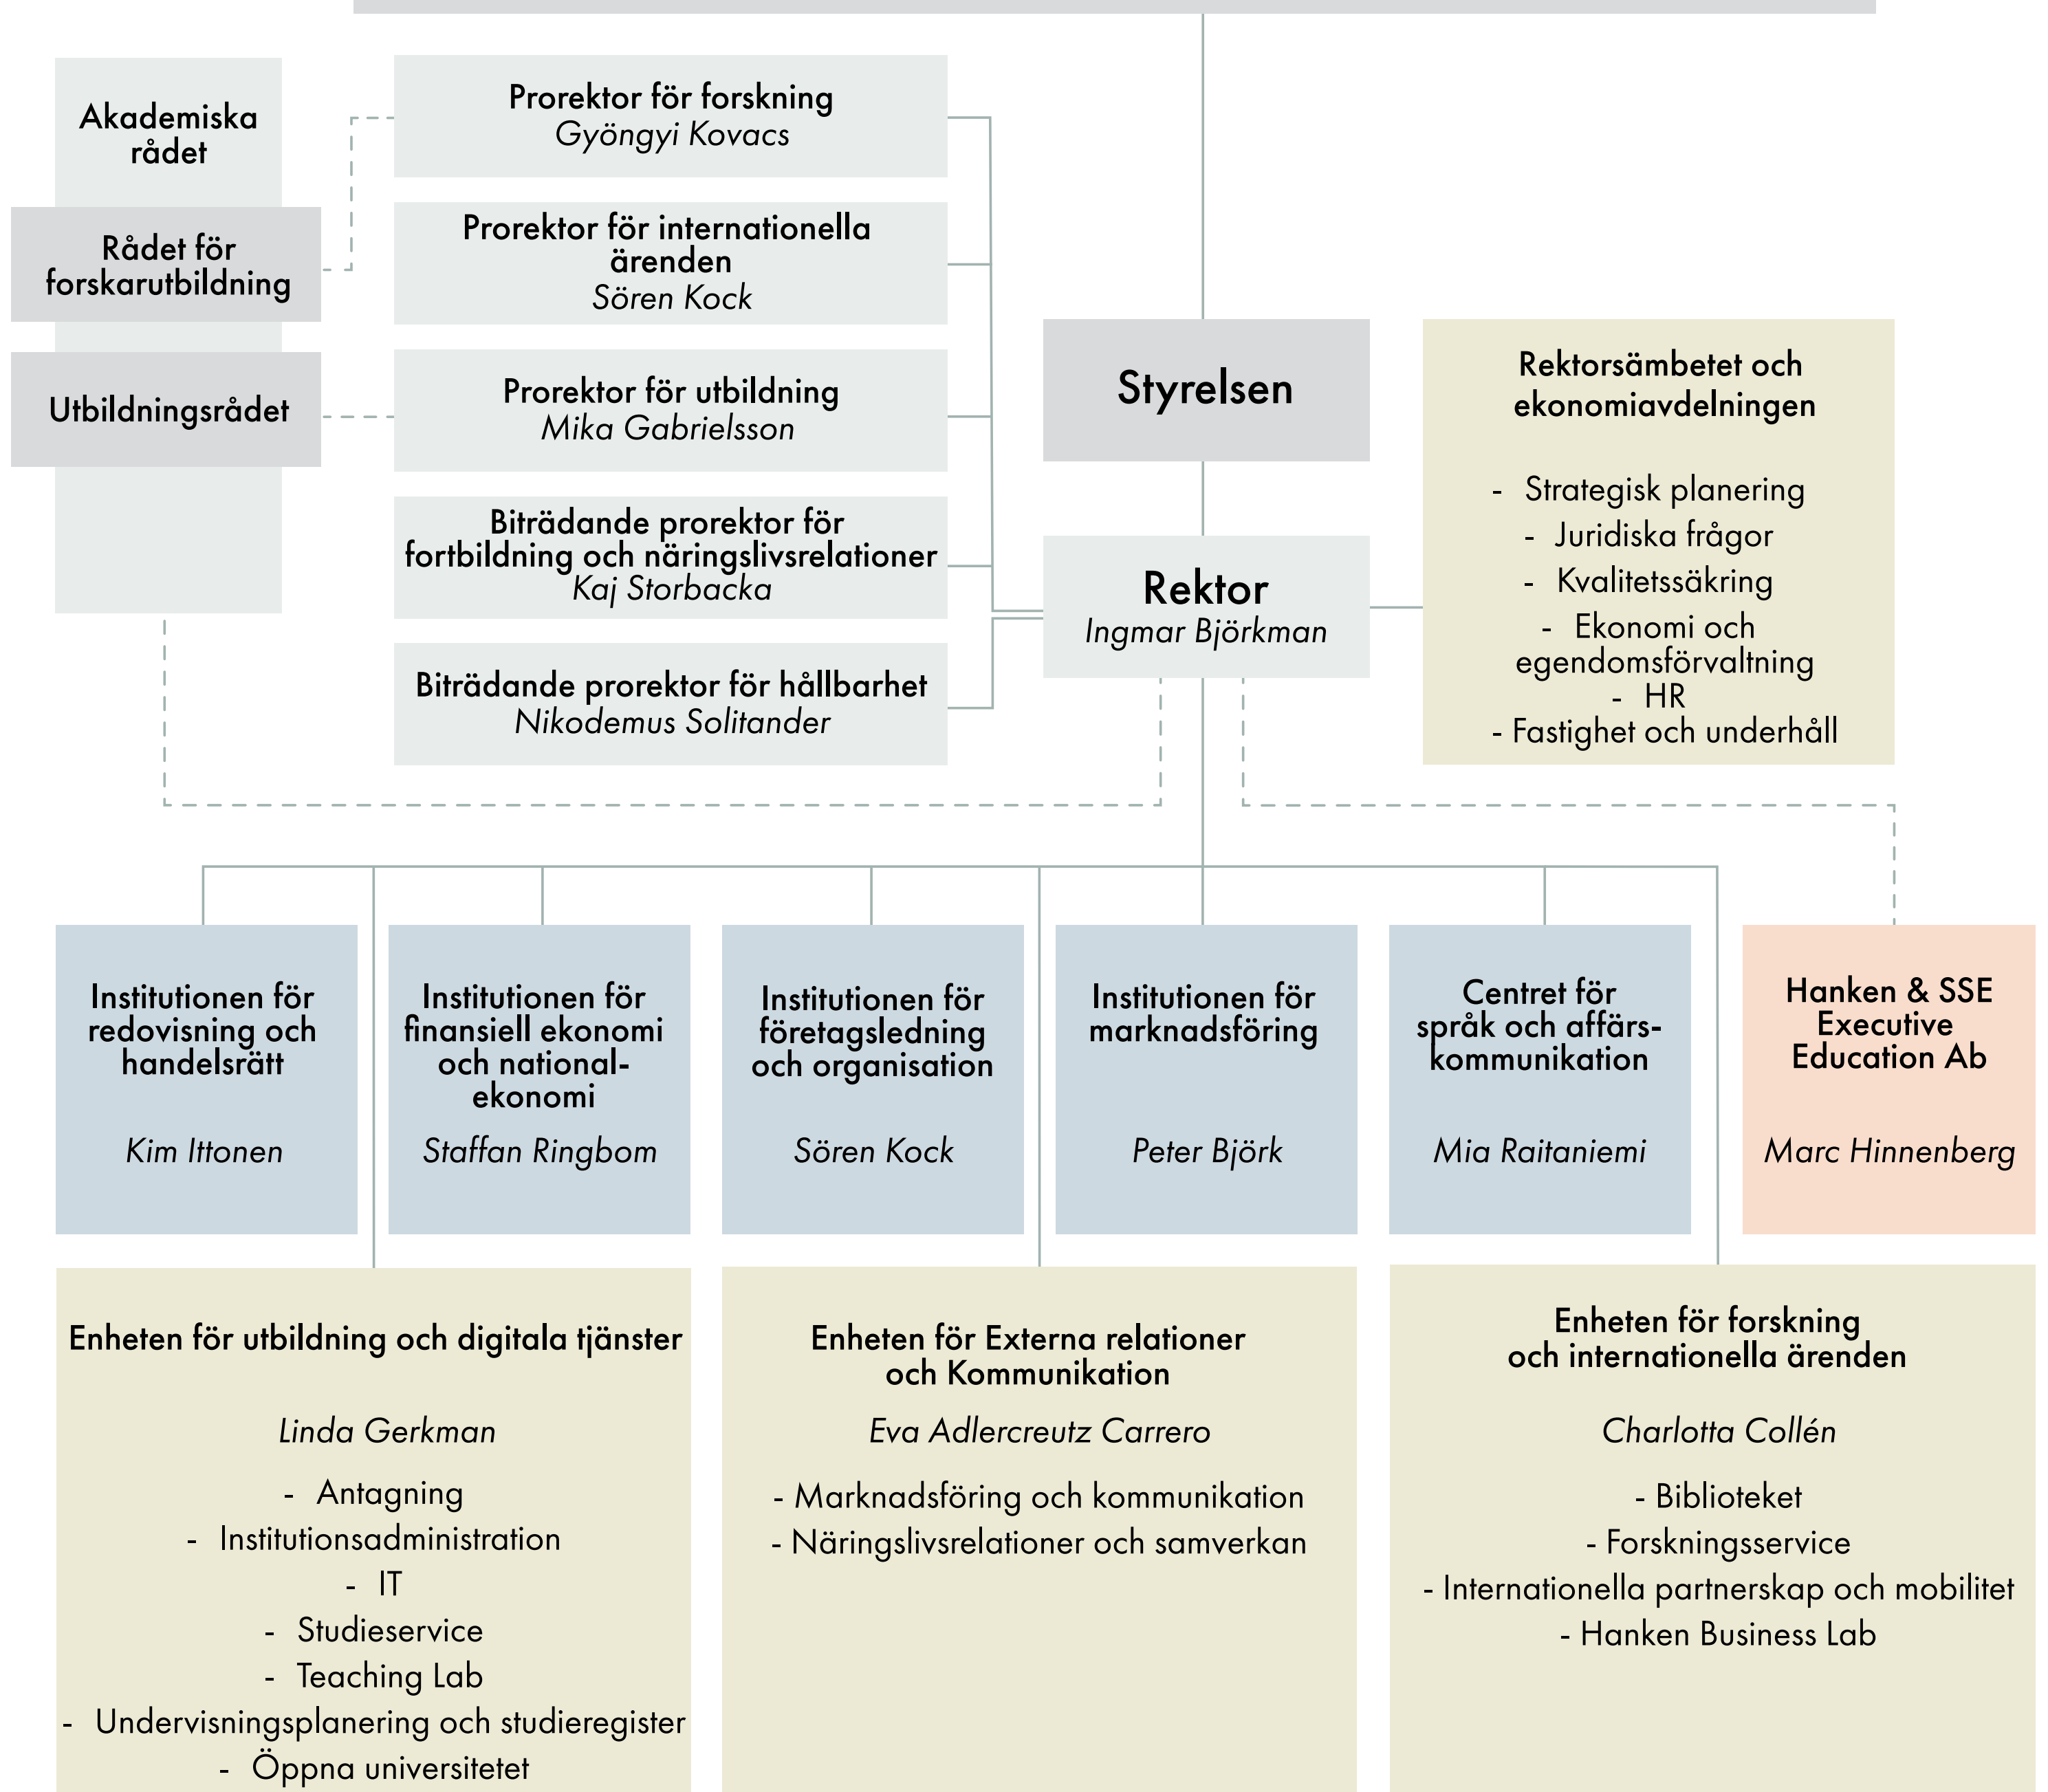 Akademiska
rådet
Rådet för
forskarutbildning
Utbildningsrådet
Prorektor för forskning
Gyöngyi Kovacs
Prorektor för internationella
ärenden
Sören Kock
Prorektor för utbildning
Mika Gabrielsson
Biträdande prorektor för
fortbildning och näringslivsrelationer
Kaj Storbacka
Biträdande prorektor för hållbarhet
Nikodemus Solitander
Styrelsen
Rektor
Ingmar Björkman
Rektorsämbetet och
ekonomiavdelningen
- Strategisk planering
- Juridiska frågor
- Kvalitetssäkring
- Ekonomi och
egendomsförvaltning
- HR
- Fastighet och underhåll
Institutionen för
redovisning och
handelsrätt
Kim Ittonen
Institutionen för
finansiell ekonomi
och national-
ekonomi
Staffan Ringbom
Institutionen för
företagsledning
och organisation
Sören Kock
Institutionen för
marknadsföring
Peter Björk
Centret för
språk och affärs-
kommunikation
Mia Raitaniemi
Hanken & SSE
Executive
Education Ab
Marc Hinnenberg
Enheten för utbildning och digitala tjänster
Linda Gerkman
- Antagning
- Institutionsadministration
- IT
- Studieservice
- Teaching Lab
- Undervisningsplanering och studieregister
- Öppna universitetet
Enheten för Externa relationer
och Kommunikation
Eva Adlercreutz Carrero
- Marknadsföring och kommunikation
- Näringslivsrelationer och samverkan
Enheten för forskning
och internationella ärenden
Charlotta Collén
- Biblioteket
- Forskningsservice
- Internationella partnerskap och mobilitet
- Hanken Business Lab